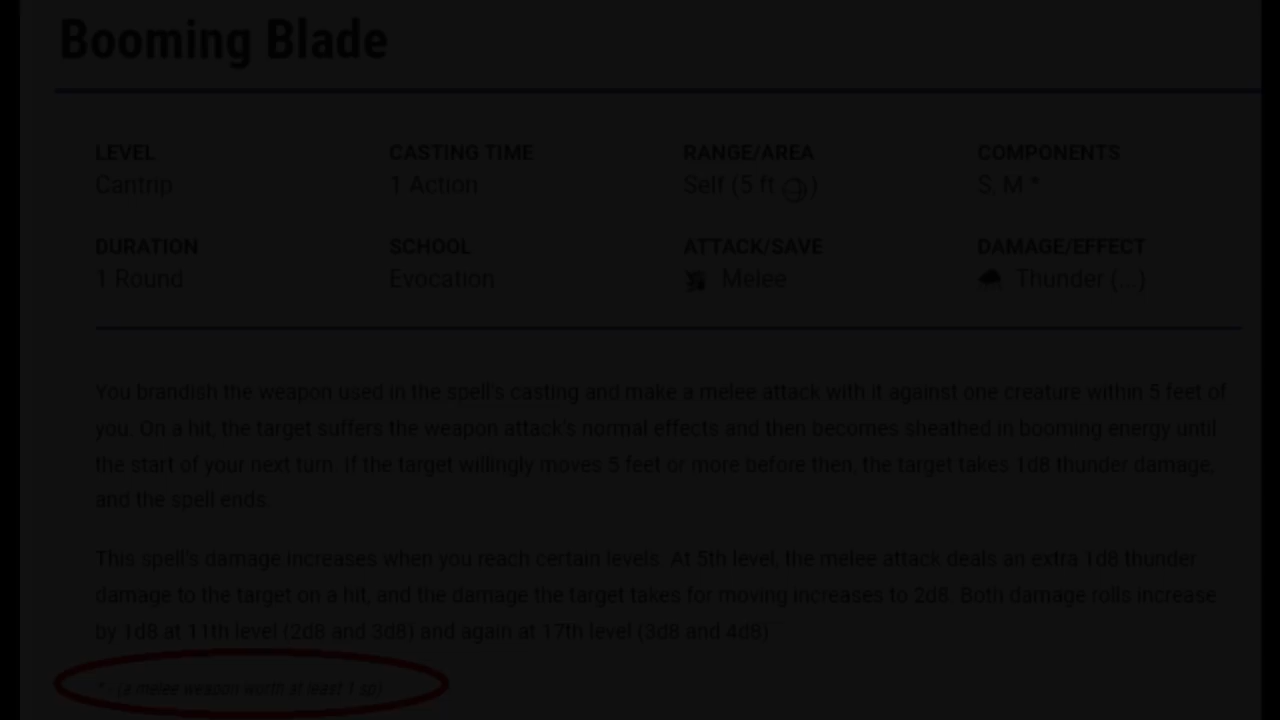 Booming Blade
LEVEL CASTING TIME RANGE/AREA COMPONENTS
Cantrip 1 Action Self (5 ft ) S, M *
DURATION SCHOOL ATTACK/SAVE DAMAGE/EFFECT
1 Round Evocation Melee Thunder (...)
You brandish the weapon used in the spell's casting and make a melee attack with it against one creature within 5 feet of
you. On a hit, the target suffers the weapon attack's normal effects and then becomes sheathed in booming energy until
the start of your next turn. If the target willingly moves 5 feet or more before then, the target takes 1d8 thunder damage,
and the spell ends.
This spell's damage increases when you reach certain levels. At 5th level, the melee attack deals an extra 1d8 thunder
damage to the target on a hit, and the damage the target takes for moving increases to 2d8. Both damage rolls increase
by 1d8 at 11th level (2d8 and 3d8) and again at 17th level (3d8 and 4d8)
* - (a melee weapon worth at least 1 sp)